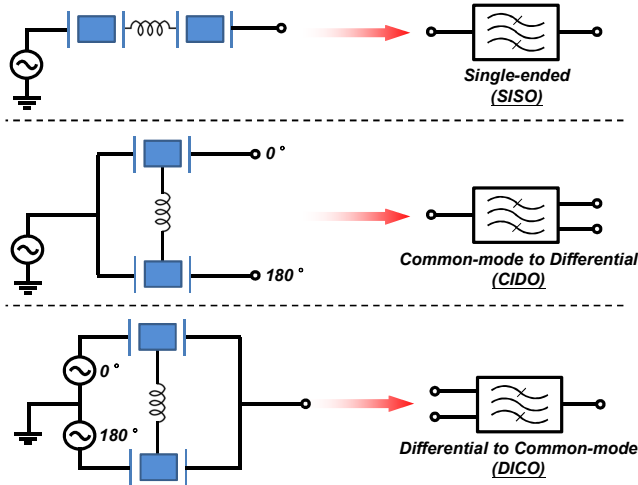 Single-ended
(SISO)
0°
180°
Common-mode to Differential
(CIDO)
0°
180°
Differential to Common-mode
(DICO)